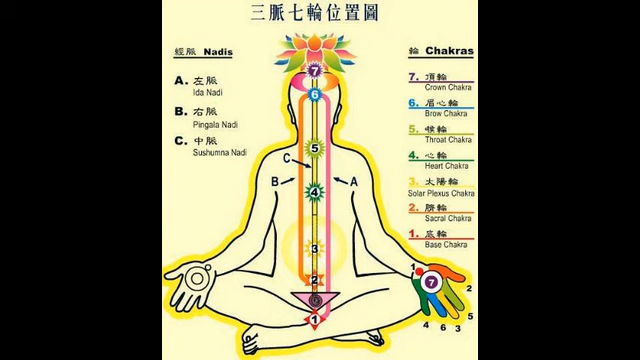 三脈七輪位置圖
經脈 Nadis
A. 左脈
Ida Nadi
B. 右脈
Pingala Nadi
C. 中脈
Sushumna Nadi
輪 Chakras
7. 頂輪
Crown Chakra
6. 眉心輪
Brow Chakra
5. 喉輪
Throat Chakra
4. 心輪
Heart Chakra
3. 太陽輪
Solar Plexus Chakra
2. 臍輪
Sacral Chakra
1. 底輪
Base Chakra
7
6
5
C
B
A
4
3
2
1
1
7
2
5
4 6 3